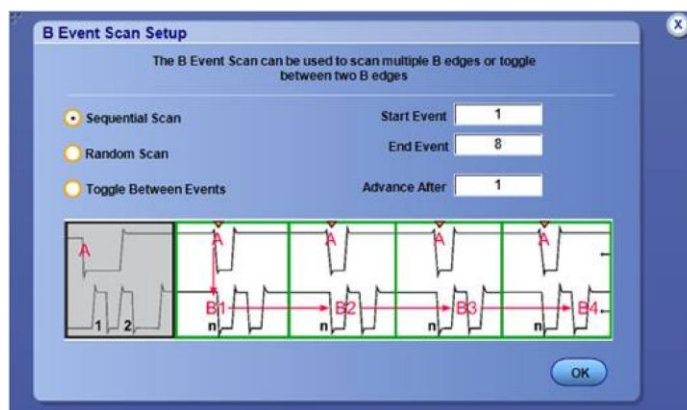 B Event Scan Setup
X
The B Event Scan can be used to scan multiple B edges or toggle
between two B edges
Sequential Scan
Start Event 1
Random Scan
End Event 8
Toggle Between Events
Advance After 1
A A A A A
B1 B2 B3 B4
1 2 n n n n
OK